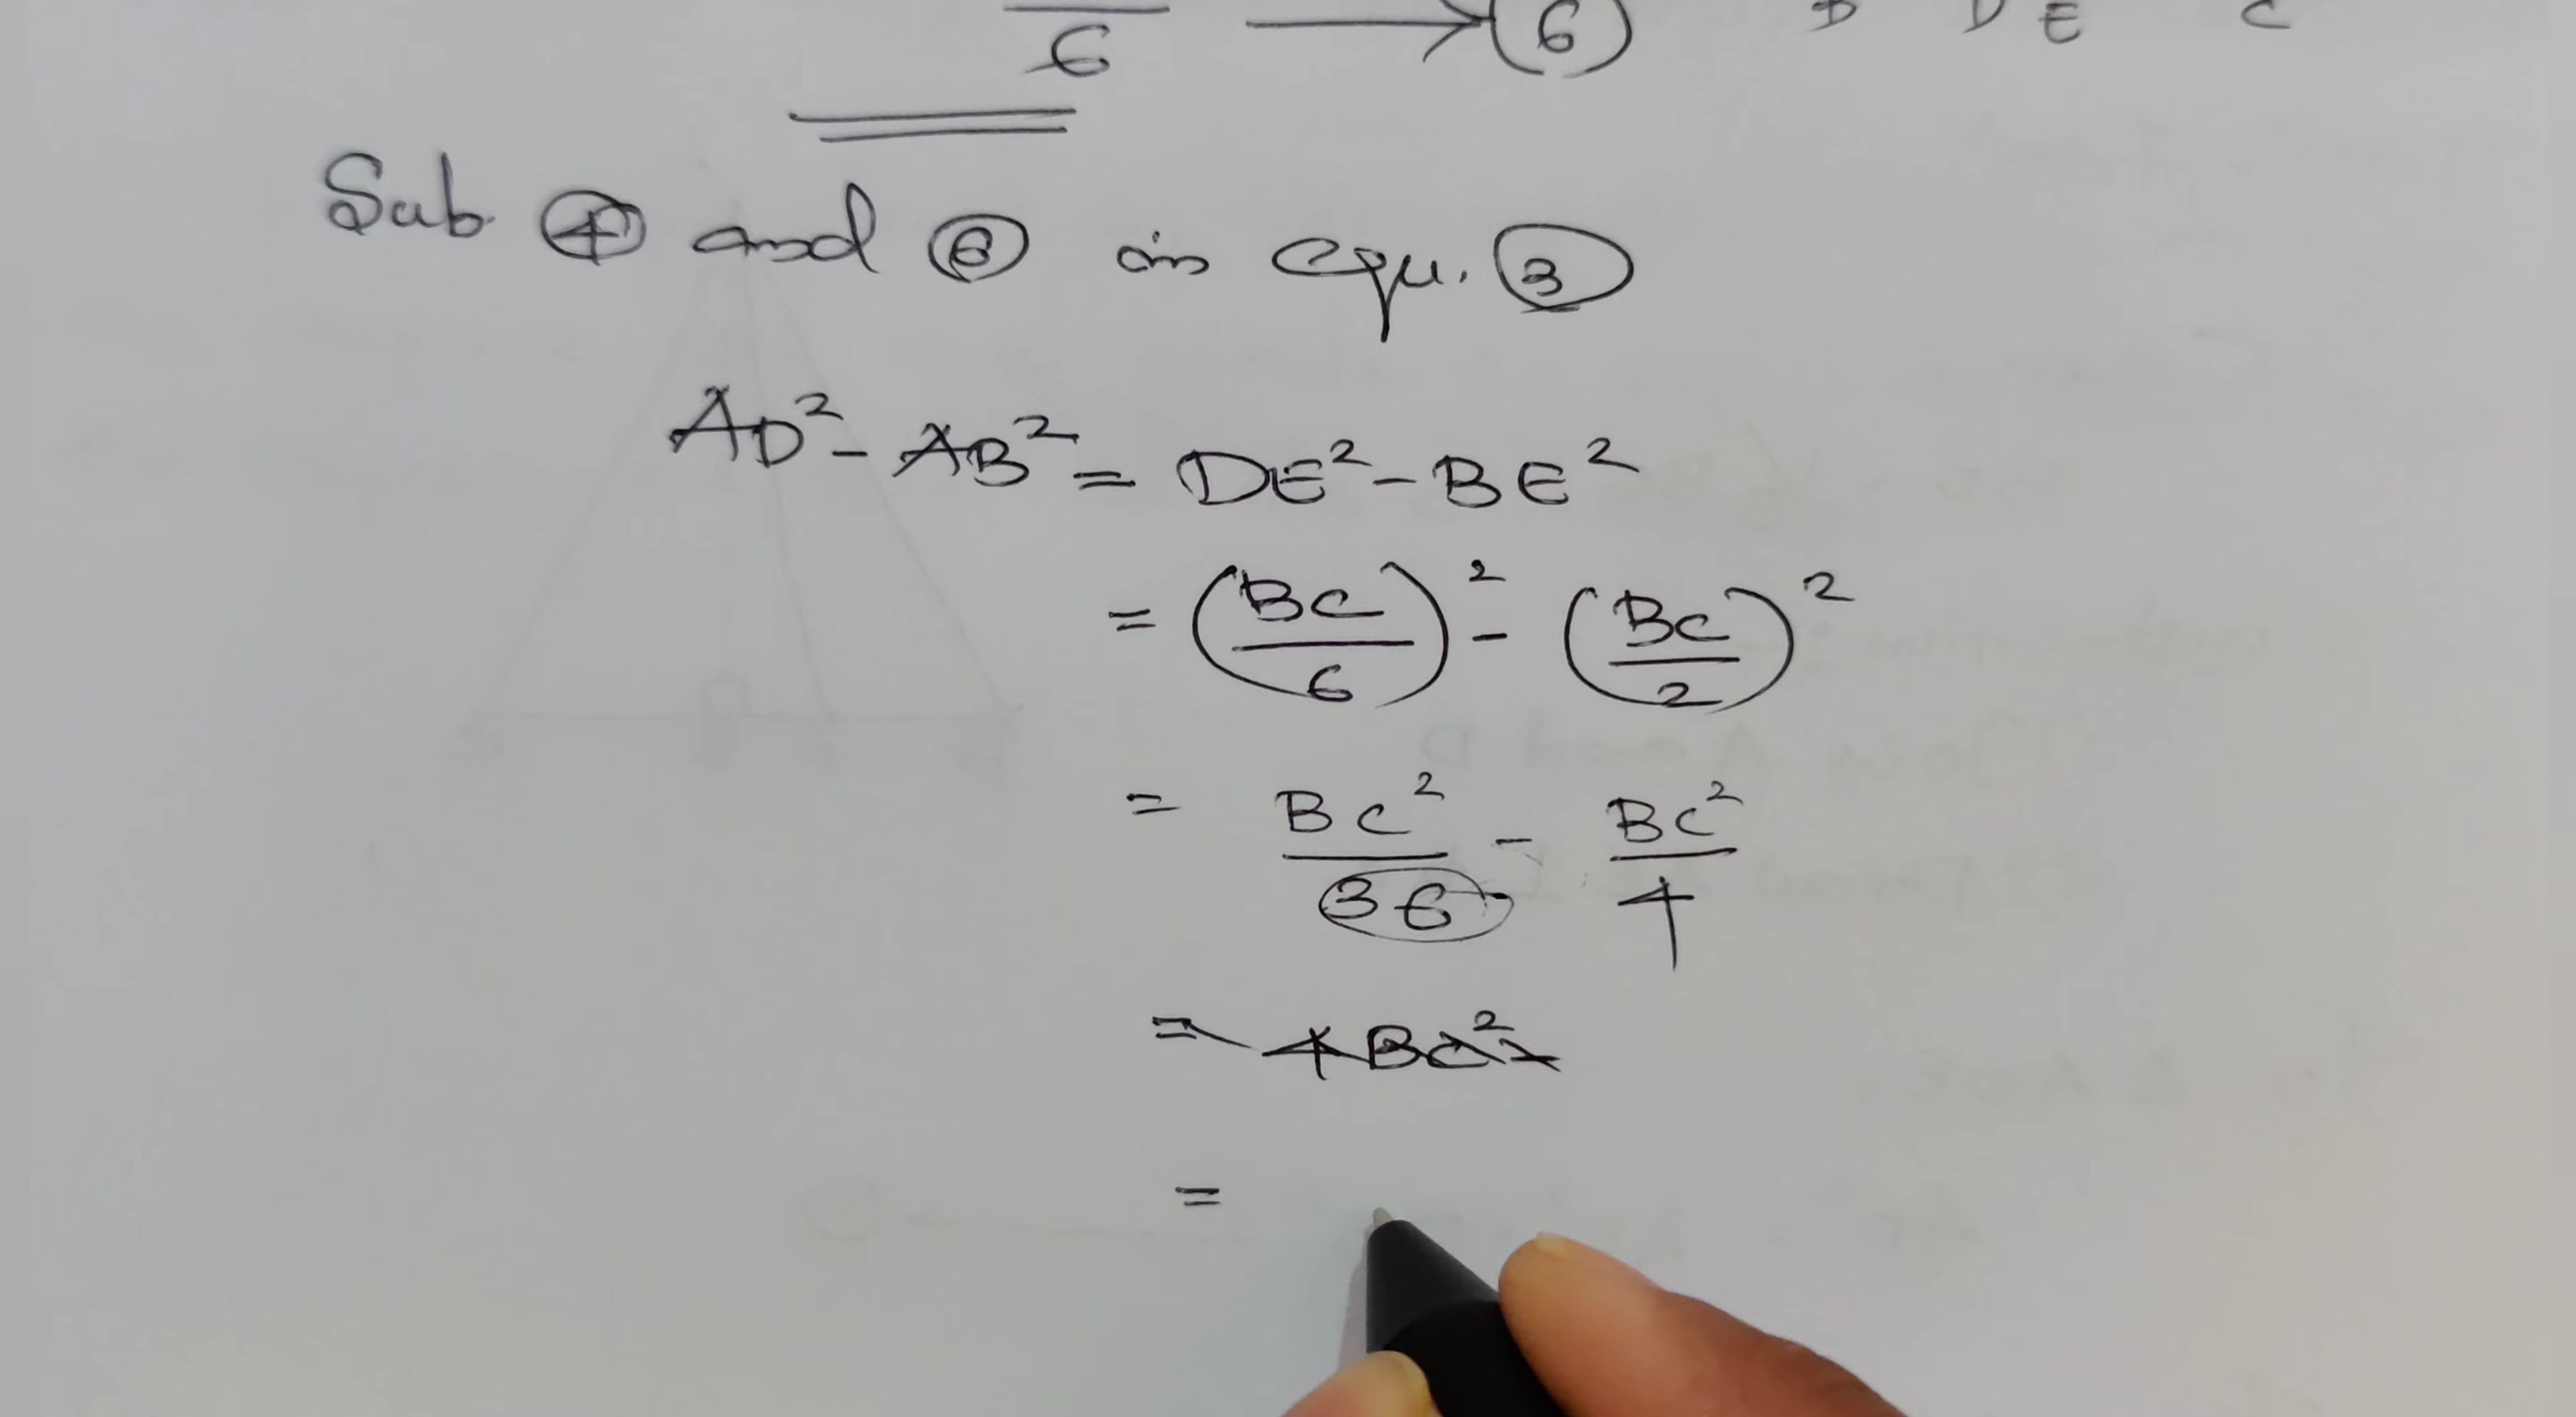 6 → (6) B D E C
Sub (4) and (6) in equ. (3)
AD² - AB² = DE² - BE²
= (BC/6)² - (BC/2)²
= BC²/36 - BC²/4
= 4BC² -
=